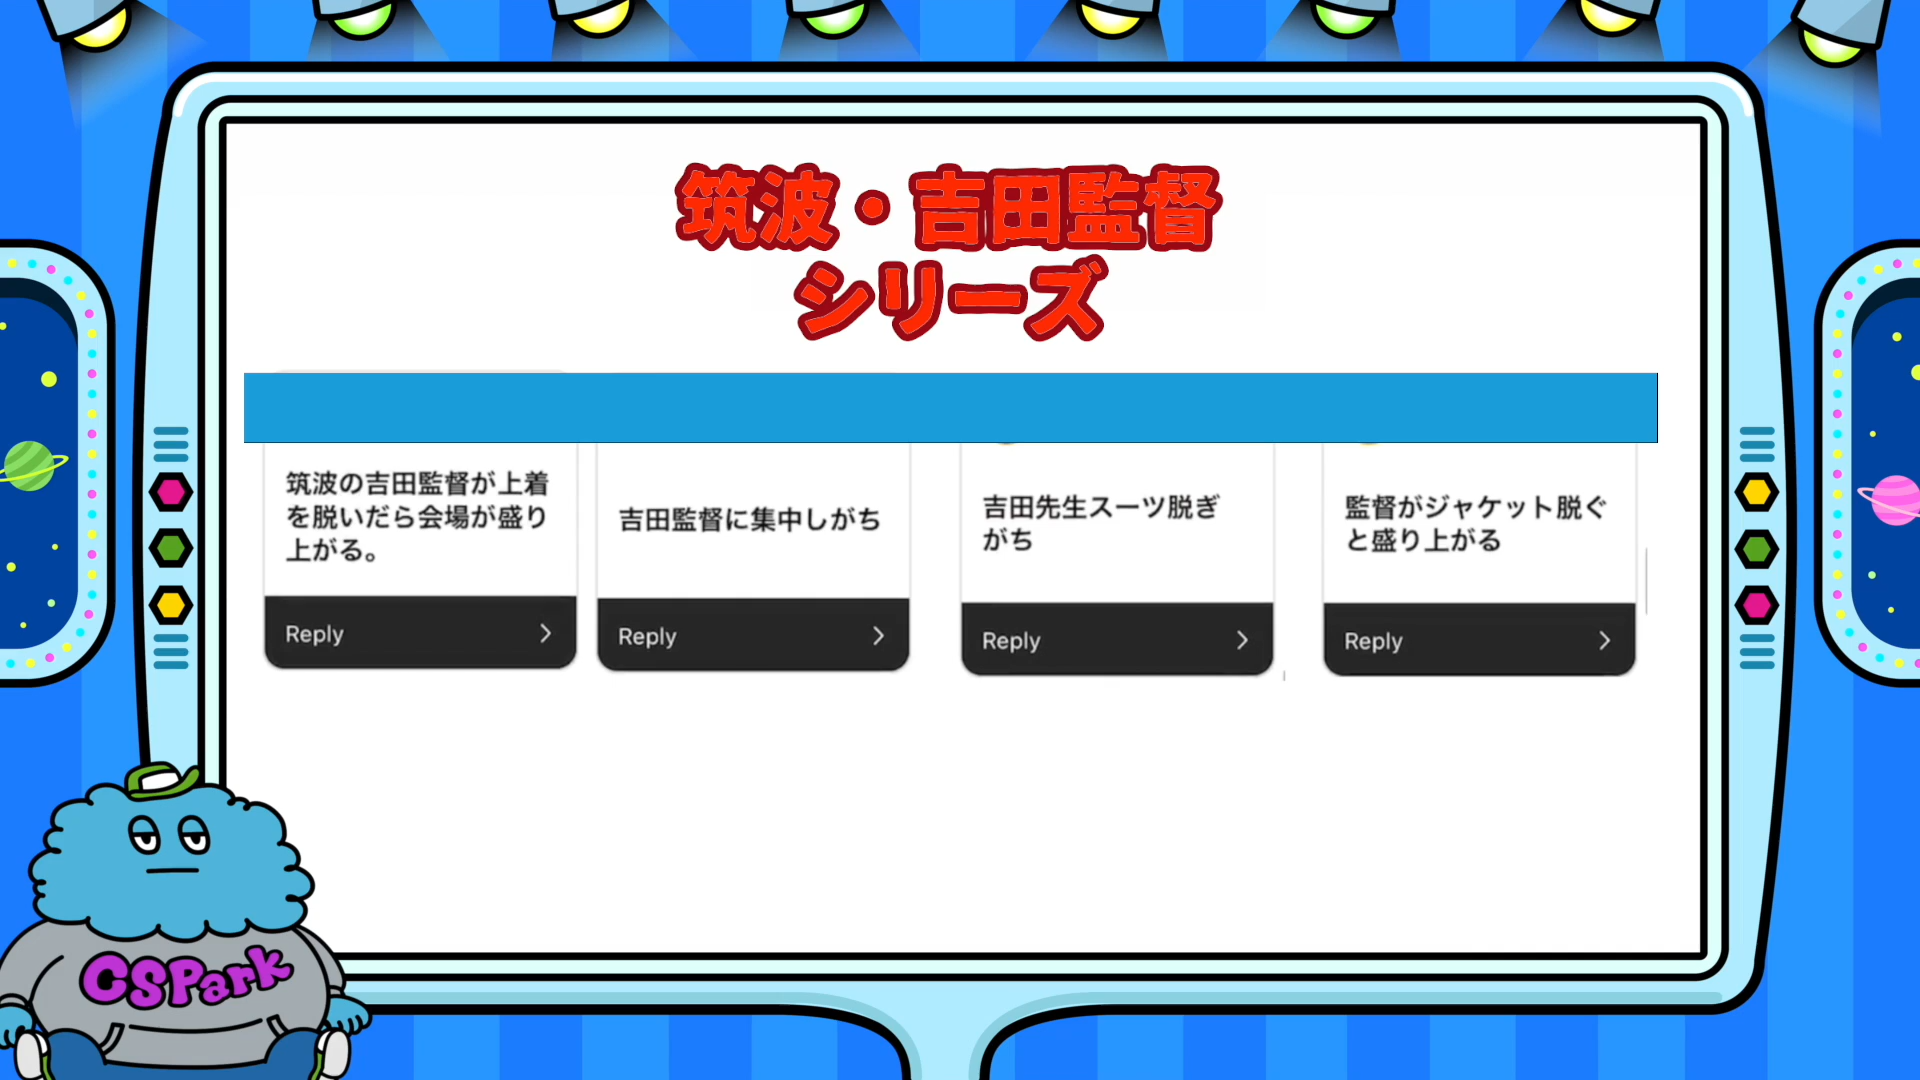 筑波・吉田監督
シリーズ
筑波の吉田監督が上着
を脱いだら会場が盛り
上がる。
Reply
吉田監督に集中しがち
Reply
吉田先生スーツ脱ぎ
がち
Reply
監督がジャケット脱ぐ
と盛り上がる
Reply
CSPark